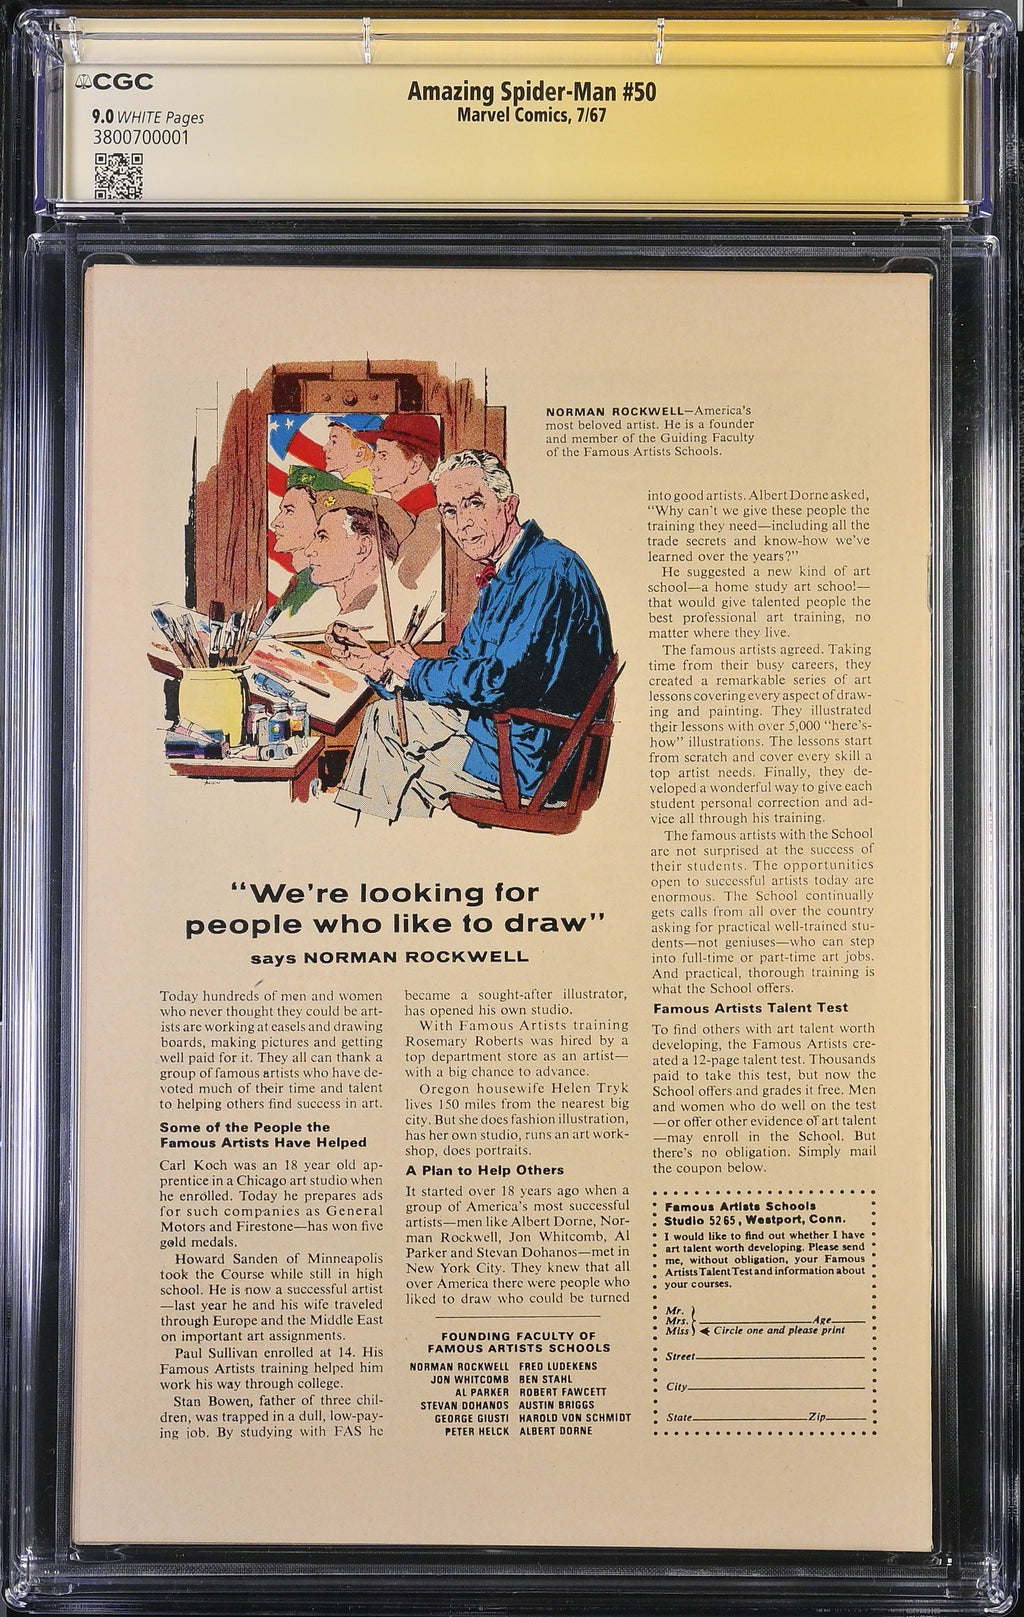 CGC
9.0 WHITE Pages
3800700001
Amazing Spider-Man #50
Marvel Comics, 7/67
NORMAN ROCKWELL—America's
most beloved artist. He is a founder
and member of the Guiding Faculty
of the Famous Artists Schools.
"We're looking for
people who like to draw"
says NORMAN ROCKWELL
Today hundreds of men and women
who never thought they could be art-
ists are working at easels and drawing
boards, making pictures and getting
well paid for it. They all can thank a
group of famous artists who have de-
voted much of their time and talent
to helping others find success in art.
Some of the People the
Famous Artists Have Helped
Carl Koch was an 18 year old ap-
prentice in a Chicago art studio when
he enrolled. Today he prepares ads
for such companies as General
Motors and Firestone—has won five
gold medals.
Howard Sanden of Minneapolis
took the Course while still in high
school. He is now a successful artist
—last year he and his wife traveled
through Europe and the Middle East
on important art assignments.
Paul Sullivan enrolled at 14. His
Famous Artists training helped him
work his way through college.
Stan Bowen, father of three chil-
dren, was trapped in a dull, low-pay-
ing job. By studying with FAS he
became a sought-after illustrator,
has opened his own studio.
With Famous Artists training
Rosemary Roberts was hired by a
top department store as an artist—
with a big chance to advance.
Oregon housewife Helen Tryk
lives 150 miles from the nearest big
city. But she does fashion illustration,
has her own studio, runs an art work-
shop, does portraits.
A Plan to Help Others
It started over 18 years ago when a
group of America's most successful
artists—men like Albert Dorne, Nor-
man Rockwell, Jon Whitcomb, Al
Parker and Stevan Dohanos—met in
New York City. They knew that all
over America there were people who
liked to draw who could be turned
FOUNDING FACULTY OF
FAMOUS ARTISTS SCHOOLS
NORMAN ROCKWELL FRED LUDEKENS
JON WHITCOMB BEN STAHL
AL PARKER ROBERT FAWCETT
STEVAN DOHANOS AUSTIN BRIGGS
GEORGE GIUSTI HAROLD VON SCHMIDT
PETER HELCK ALBERT DORNE
into good artists. Albert Dorne asked,
"Why can't we give these people the
training they need—including all the
trade secrets and know-how we've
learned over the years?"
He suggested a new kind of art
school—a home study art school—
that would give talented people the
best professional art training, no
matter where they live.
The famous artists agreed. Taking
time from their busy careers, they
created a remarkable series of art
lessons covering every aspect of draw-
ing and painting. They illustrated
their lessons with over 5,000 "here's-
how" illustrations. The lessons start
from scratch and cover every skill a
top artist needs. Finally, they de-
veloped a wonderful way to give each
student personal correction and ad-
vice all through his training.
The famous artists with the School
are not surprised at the success of
their students. The opportunities
open to successful artists today are
enormous. The School continually
gets calls from all over the country
asking for practical well-trained stu-
dents—not geniuses—who can step
into full-time or part-time art jobs.
And practical, thorough training is
what the School offers.
Famous Artists Talent Test
To find others with art talent worth
developing, the Famous Artists cre-
ated a 12-page talent test. Thousands
paid to take this test, but now the
School offers and grades it free. Men
and women who do well on the test
—or offer other evidence of art talent
—may enroll in the School. But
there's no obligation. Simply mail
the coupon below.
Famous Artists Schools
Studio 5265, Westport, Conn.
I would like to find out whether I have
art talent worth developing. Please send
me, without obligation, your Famous
Artists Talent Test and information about
your courses.
Mr.
Mrs. Age
Miss Circle one and please print
Street
City
State Zip